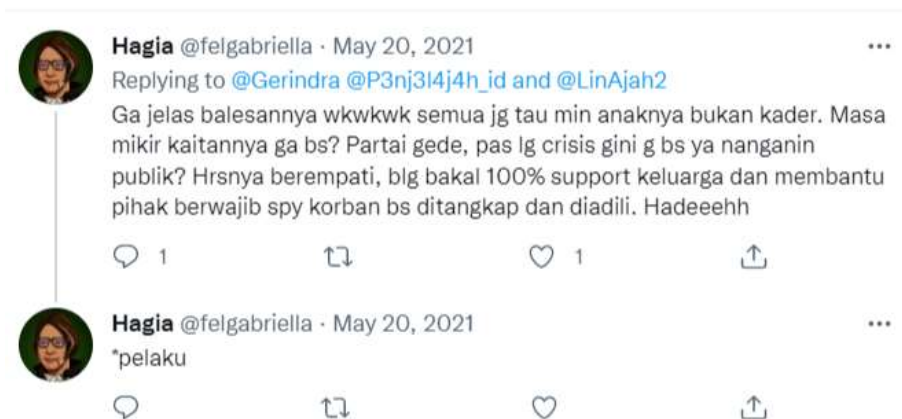 Hagia @felgabriella · May 20, 2021
Replying to @Gerindra @P3nj3l4j4h_id and @LinAjah2
Ga jelas balesannya wkwkwk semua jg tau min anaknya bukan kader. Masa
mikir kaitannya ga bs? Partai gede, pas lg crisis gini g bs ya nanganin
publik? Hrsnya berempati, blg bakal 100% support keluarga dan membantu
pihak berwajib spy korban bs ditangkap dan diadili. Hadeeehh
1 1
Hagia @felgabriella · May 20, 2021
*pelaku